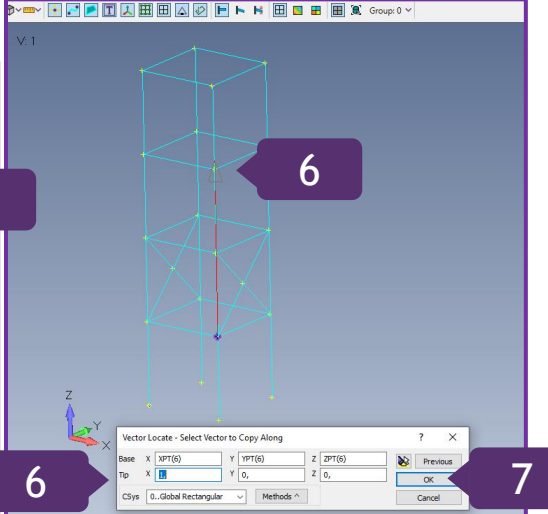 Group: 0
V: 1
6
Z
Y
X
Vector Locate - Select Vector to Copy Along ? X
Base X XPT(6) Y YPT(6) Z ZPT(6) Previous
Tip X Y 0, Z 0, OK
CSys 0..Global Rectangular Methods ^ Cancel
6
7